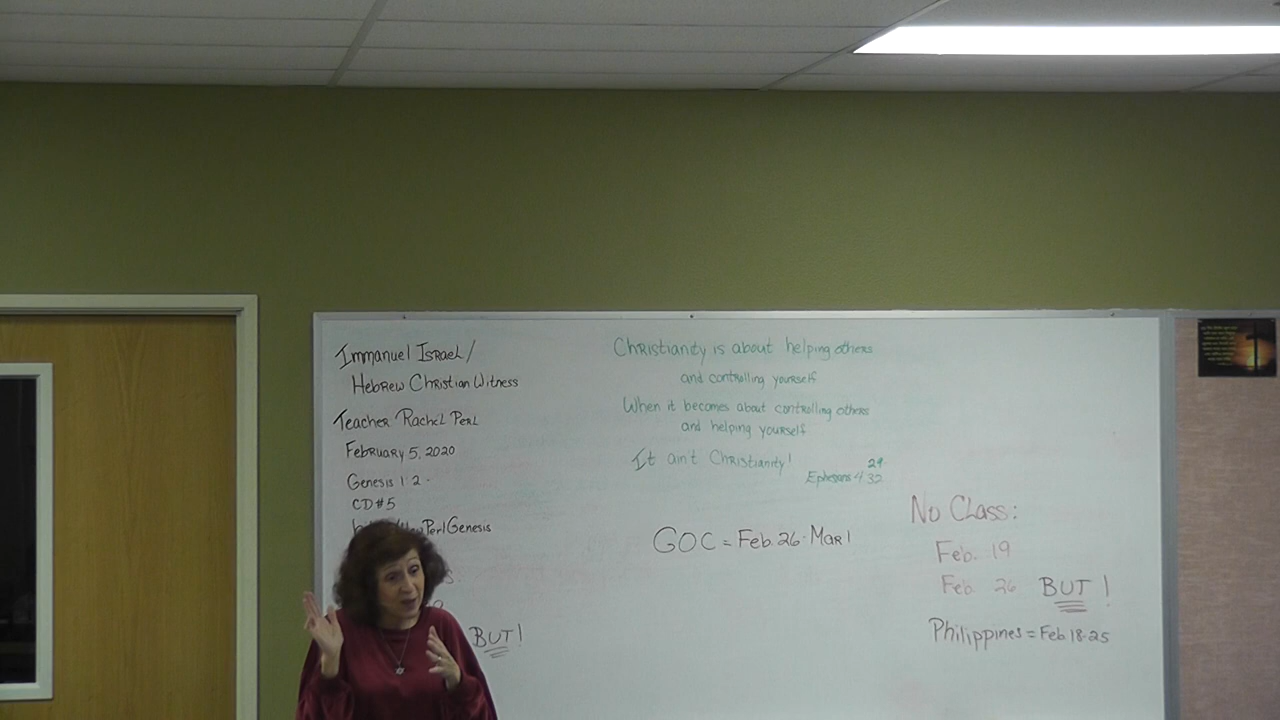 Immanuel Israel/
Hebrew Christian Witness
Teacher Rachel Perl
February 5, 2020
Genesis 1:2-
CD#5
PerlGenesis
BUT!
Christianity is about helping others
and controlling yourself
When it becomes about controlling others
and helping yourself
It ain't Christianity!
Ephesians 4 29-32
GOC = Feb. 26 - Mar 1
No Class:
Feb. 19
Feb. 26 BUT!
Philippines = Feb. 18-25